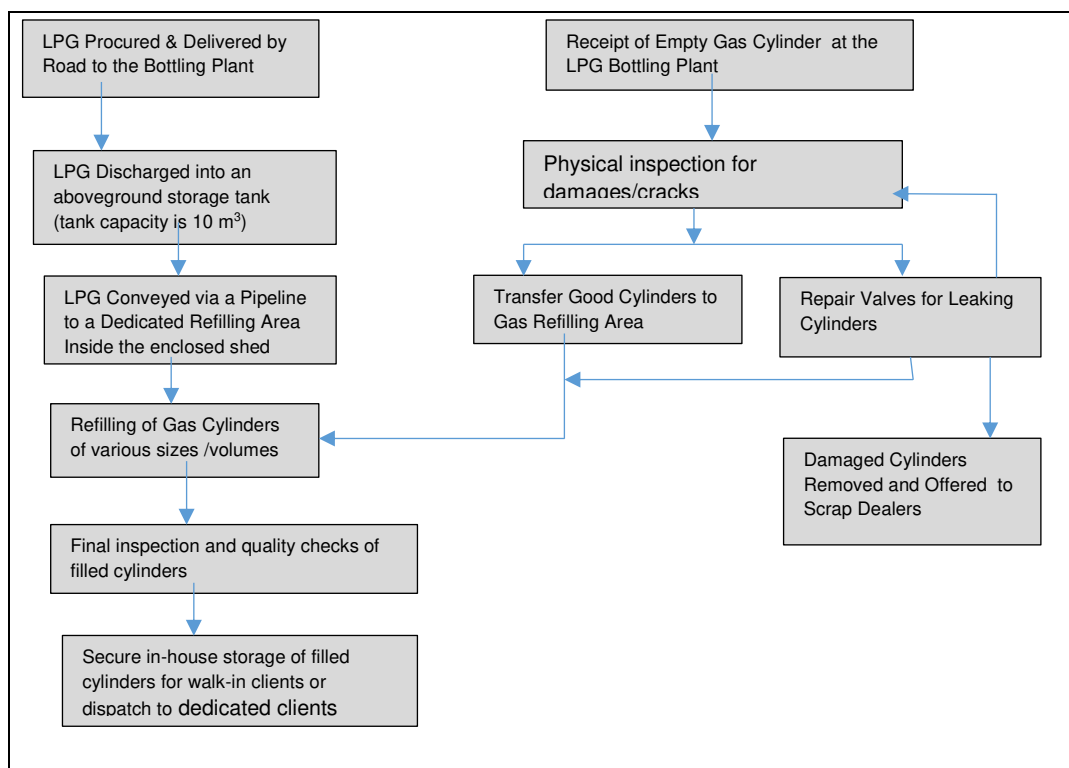 LPG Procured & Delivered by
Road to the Bottling Plant
Receipt of Empty Gas Cylinder at the
LPG Bottling Plant
LPG Discharged into an
aboveground storage tank
(tank capacity is 10 m³)
Physical inspection for
damages/cracks
LPG Conveyed via a Pipeline
to a Dedicated Refilling Area
Inside the enclosed shed
Transfer Good Cylinders to
Gas Refilling Area
Repair Valves for Leaking
Cylinders
Refilling of Gas Cylinders
of various sizes /volumes
Damaged Cylinders
Removed and Offered to
Scrap Dealers
Final inspection and quality checks of
filled cylinders
Secure in-house storage of filled
cylinders for walk-in clients or
dispatch to dedicated clients